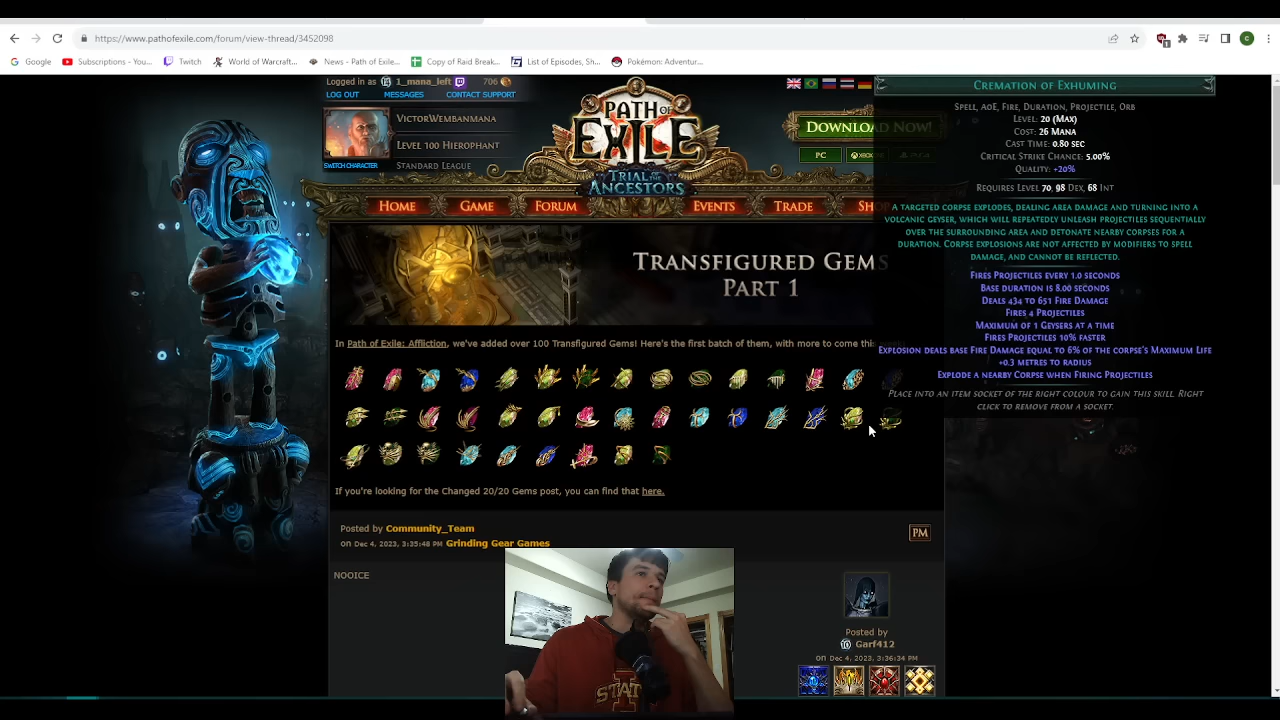 https://www.pathofexile.com/forum/view-thread/3452098
Google
Subscriptions - You...
Twitch
World of Warcraft...
News - Path of Exile...
Copy of Raid Break...
List of Episodes, Sh...
Pokémon: Adventur...
Logged in as 1_mana_left 706
LOG OUT MESSAGES CONTACT SUPPORT
VictorWembanmana
Level 100 Hierophant
Standard League
SWITCH CHARACTER
PATH OF EXILE
TRIAL OF THE ANCESTORS
DOWNLOAD NOW!
PC XBOX PS4
HOME GAME FORUM EVENTS TRADE SH
TRANSFIGURED GEMS
PART 1
In Path of Exile: Affliction, we've added over 100 Transfigured Gems! Here's the first batch of them, with more to come thi
If you're looking for the Changed 20/20 Gems post, you can find that here.
Posted by Community_Team
on Dec 4, 2023, 3:35:48 PM Grinding Gear Games
PM
NOOICE
Posted by
Garf412
on Dec 4, 2023, 3:36:34 PM
CREMATION OF EXHUMING
Spell, AoE, Fire, Duration, Projectile, Orb
Level: 20 (Max)
Cost: 26 Mana
Cast Time: 0.80 sec
Critical Strike Chance: 5.00%
Quality: +20%
Requires Level 70, 98 Dex, 68 Int
A targeted corpse explodes, dealing area damage and turning into a
volcanic geyser, which will repeatedly unleash projectiles sequentially
over the surrounding area and detonate nearby corpses for a
duration. Corpse explosions are not affected by modifiers to spell
damage, and cannot be reflected.
Fires Projectiles every 1.0 seconds
Base duration is 8.00 seconds
Deals 434 to 651 Fire Damage
Fires 4 Projectiles
Maximum of 1 Geysers at a time
Fires Projectiles 10% faster
Explosion deals base Fire Damage equal to 6% of the corpse's Maximum Life
+0.3 metres to radius
Explode a nearby Corpse when Firing Projectiles
Place into an item socket of the right colour to gain this skill. Right
click to remove from a socket.
STATE